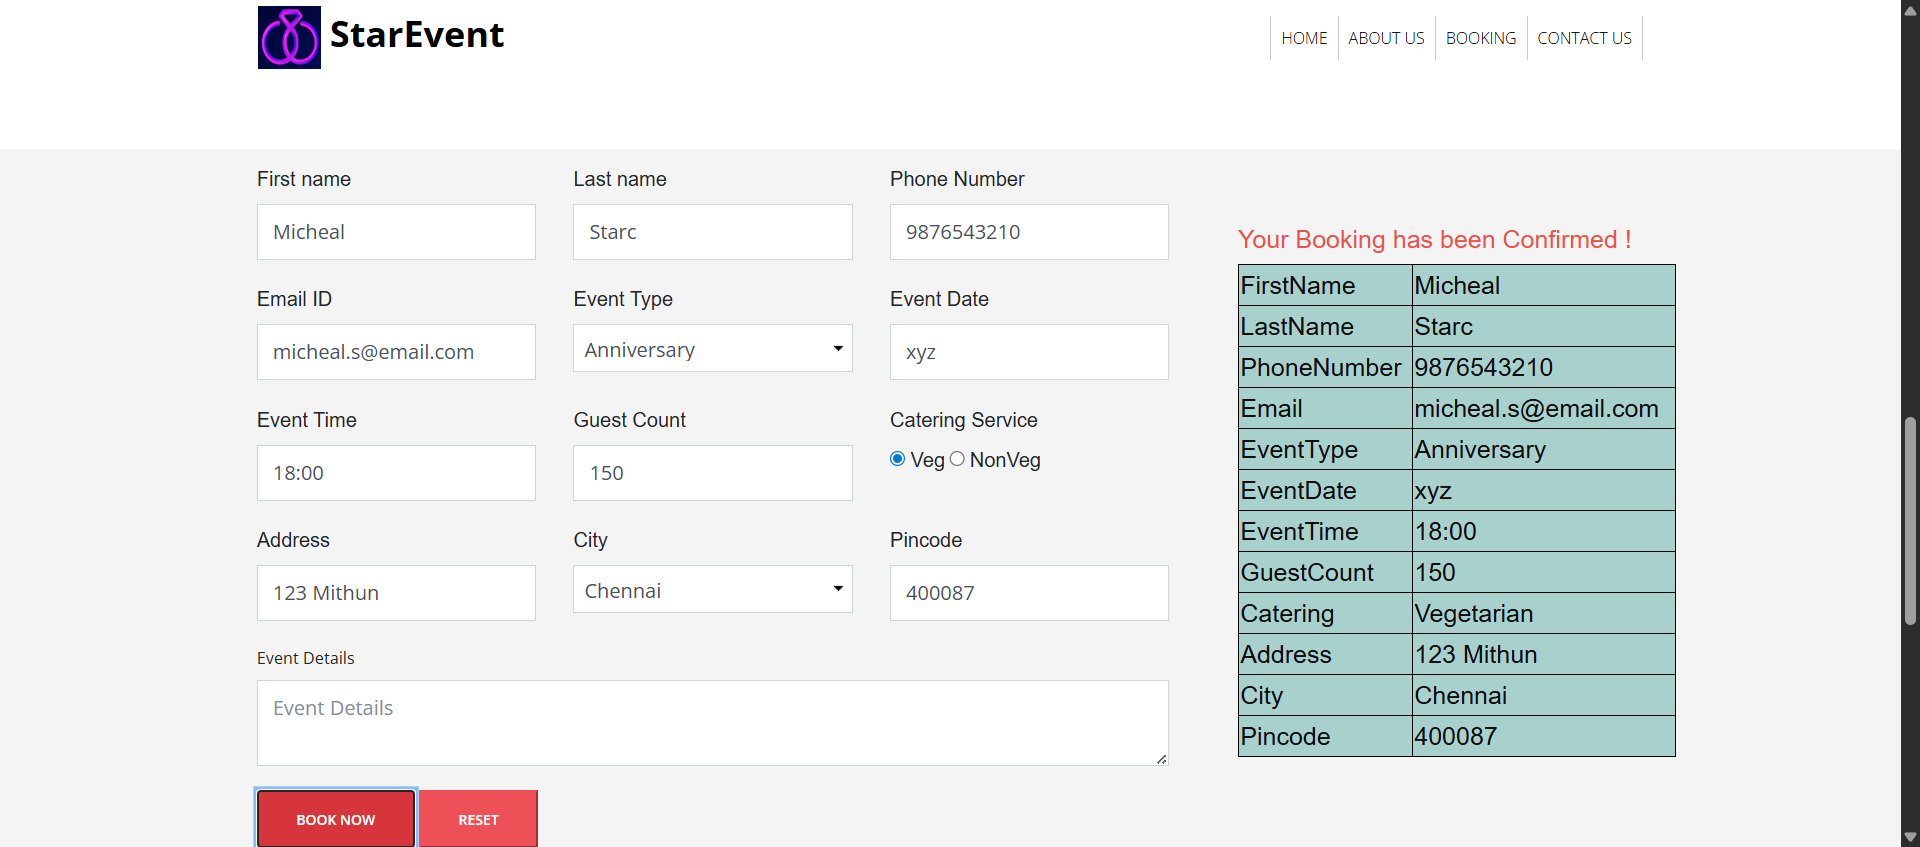 StarEvent
HOME ABOUT US BOOKING CONTACT US
First name Last name Phone Number
Micheal Starc 9876543210
Email ID Event Type Event Date
micheal.s@email.com Anniversary xyz
Event Time Guest Count Catering Service
18:00 150 Veg NonVeg
Address City Pincode
123 Mithun Chennai 400087
Event Details
Event Details
BOOK NOW RESET
Your Booking has been Confirmed !
FirstName Micheal
LastName Starc
PhoneNumber 9876543210
Email micheal.s@email.com
EventType Anniversary
EventDate xyz
EventTime 18:00
GuestCount 150
Catering Vegetarian
Address 123 Mithun
City Chennai
Pincode 400087